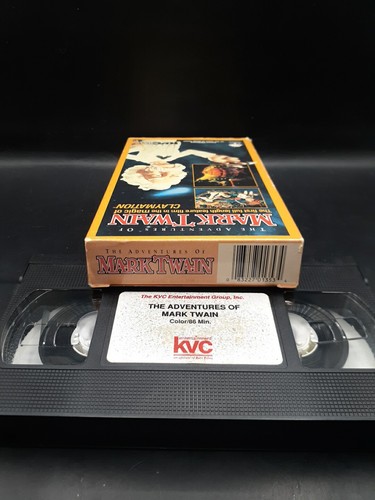 THE ADVENTURES OF
MARK TWAIN
The first full length feature film in the magic of
CLAYMATION
THE ADVENTURES OF
MARK TWAIN
The KVC Entertainment Group, Inc.
THE ADVENTURES OF
MARK TWAIN
Color/86 Min.
kvc